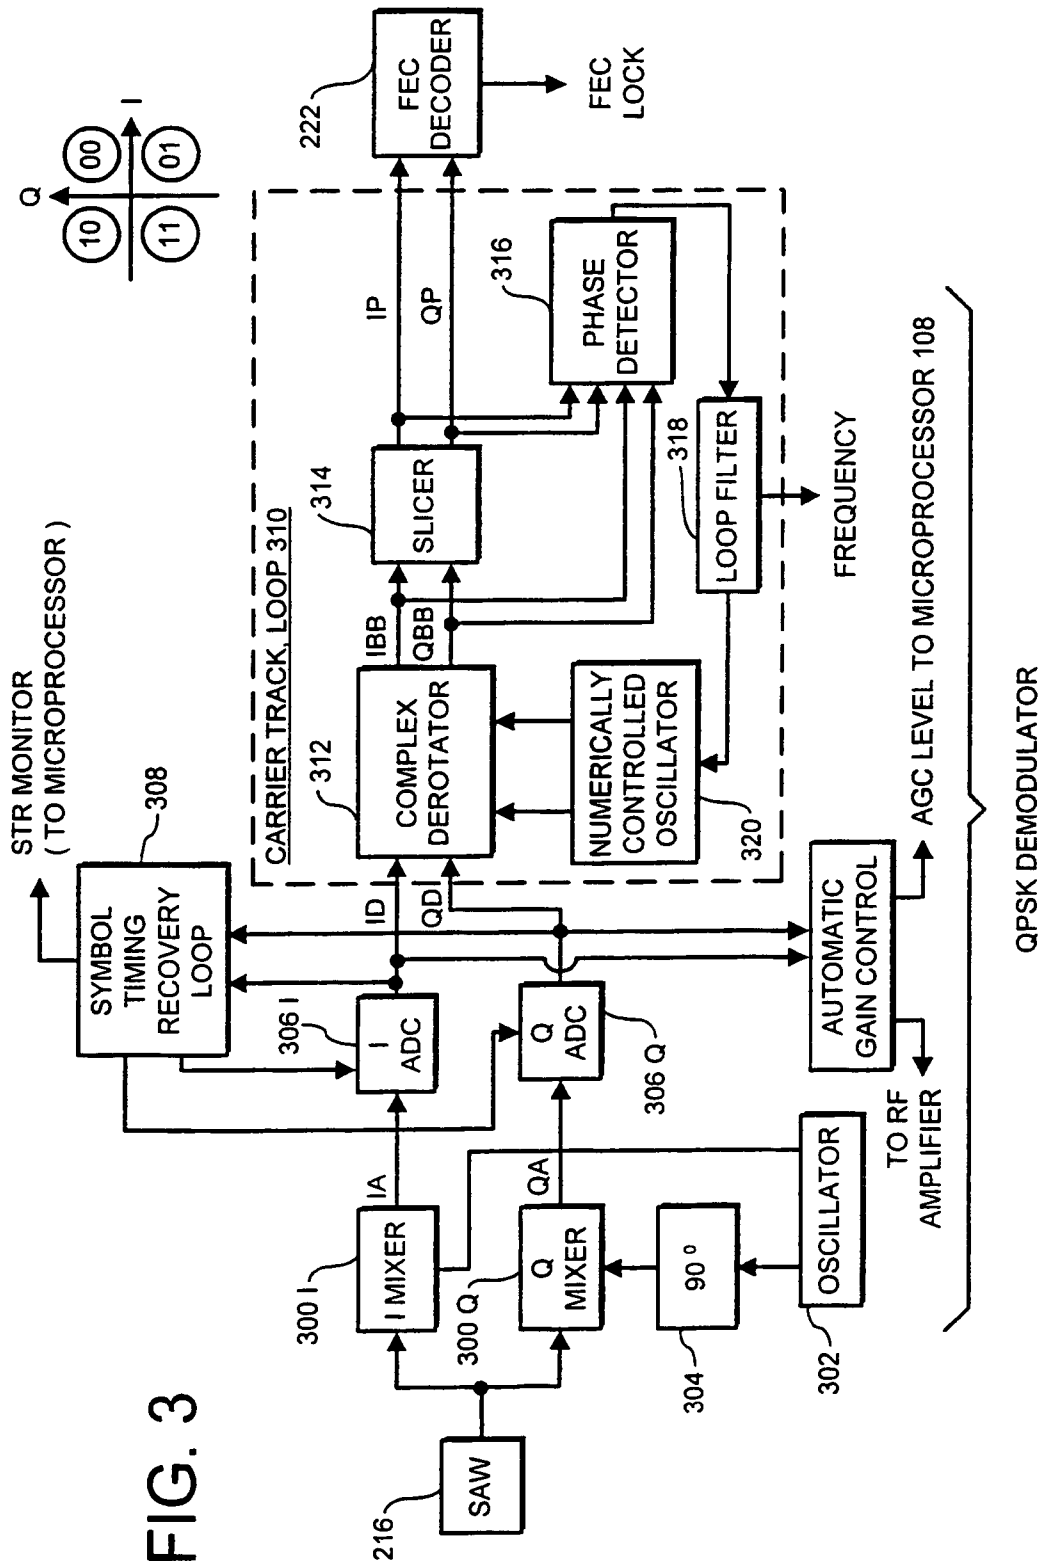 FIG. 3
216
SAW
300 I
I MIXER
300 Q
Q
MIXER
304
90°
302
OSCILLATOR
IA
QA
306 I
I
ADC
Q
ADC
306 Q
STR MONITOR
( TO MICROPROCESSOR )
308
SYMBOL
TIMING
RECOVERY
LOOP
ID
QD
AUTOMATIC
GAIN CONTROL
TO RF
AMPLIFIER
AGC LEVEL TO MICROPROCESSOR 108
CARRIER TRACK, LOOP 310
312
COMPLEX
DEROTATOR
NUMERICALLY
CONTROLLED
OSCILLATOR
320
IBB
QBB
314
SLICER
IP
QP
316
PHASE
DETECTOR
318
LOOP FILTER
FREQUENCY
222
FEC
DECODER
FEC
LOCK
Q
I
10
00
11
01
QPSK DEMODULATOR